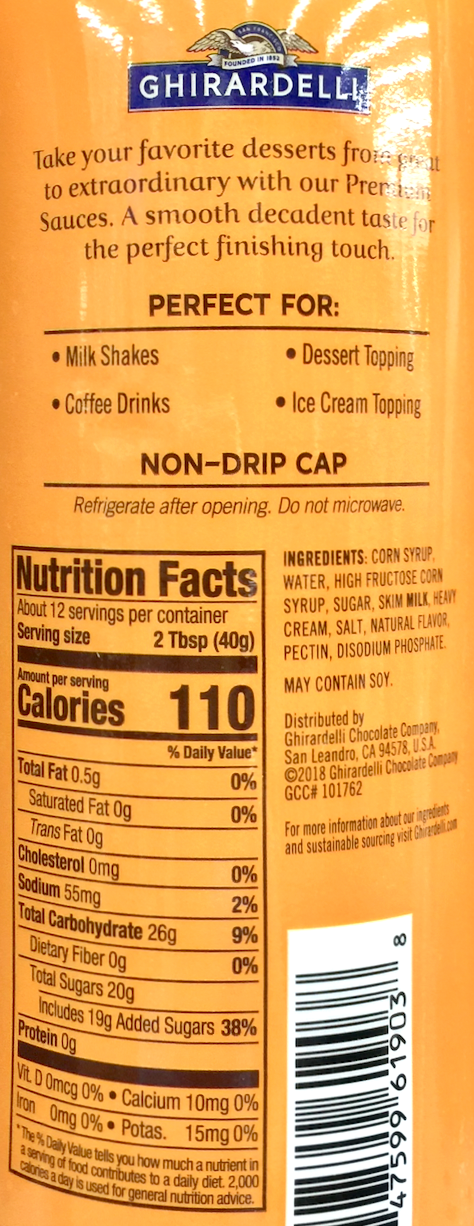 SAN FRANCISCO
FOUNDED IN 1852
GHIRARDELLI
Take your favorite desserts from great
to extraordinary with our Premium
Sauces. A smooth decadent taste for
the perfect finishing touch.
PERFECT FOR:
• Milk Shakes
• Dessert Topping
• Coffee Drinks
• Ice Cream Topping
NON-DRIP CAP
Refrigerate after opening. Do not microwave.
Nutrition Facts
About 12 servings per container
Serving size 2 Tbsp (40g)
Amount per serving
Calories 110
% Daily Value*
Total Fat 0.5g 0%
Saturated Fat 0g 0%
Trans Fat 0g
Cholesterol 0mg 0%
Sodium 55mg 2%
Total Carbohydrate 26g 9%
Dietary Fiber 0g 0%
Total Sugars 20g
Includes 19g Added Sugars 38%
Protein 0g
Vit. D 0mcg 0% • Calcium 10mg 0%
Iron 0mg 0% • Potas. 15mg 0%
*The % Daily Value tells you how much a nutrient in
a serving of food contributes to a daily diet. 2,000
calories a day is used for general nutrition advice.
INGREDIENTS: CORN SYRUP,
WATER, HIGH FRUCTOSE CORN
SYRUP, SUGAR, SKIM MILK, HEAVY
CREAM, SALT, NATURAL FLAVOR,
PECTIN, DISODIUM PHOSPHATE.
MAY CONTAIN SOY.
Distributed by
Ghirardelli Chocolate Company,
San Leandro, CA 94578, U.S.A.
©2018 Ghirardelli Chocolate Company
GCC# 101762
For more information about our ingredients
and sustainable sourcing visit Ghirardelli.com
47599 61903 8